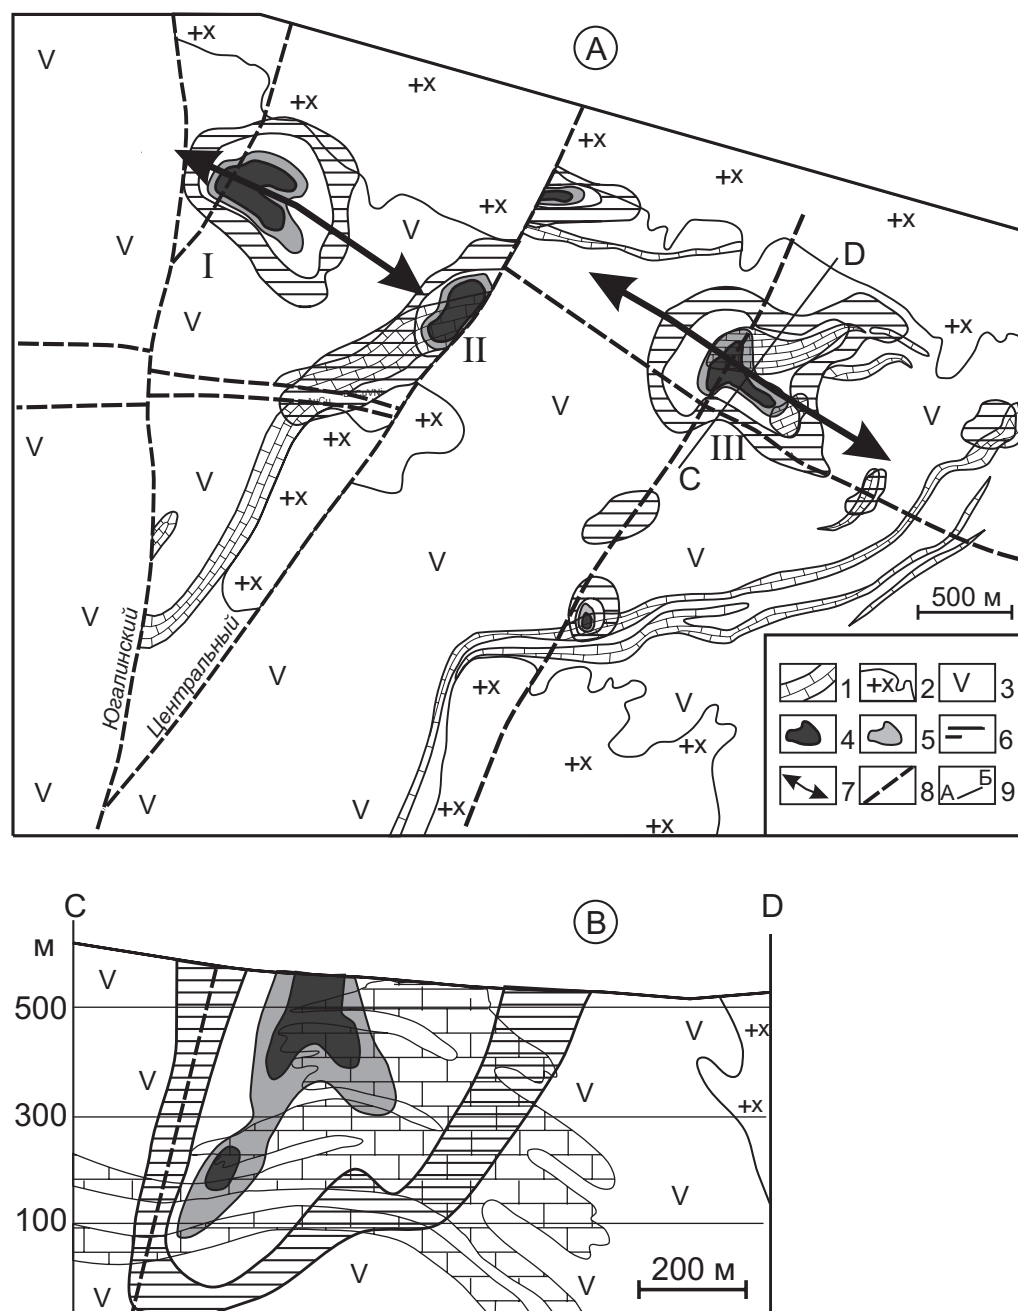 A
+x
V
+x
+x
+x
+x
V
+x
V
+x
V
D
I
V
+x
II
V
V
+x
+x
III
V
V
C
+x
V
V
+x
V
500 м
Югалинский
Центральный
V
+x
V
+x
+x
V
V
V
+x
+x
1
+x
2
V
3
4
5
6
7
8
А Б
9
C
B
D
м
V
500
V
+x
V
V
300
+x
V
100
V
V
V
200 м